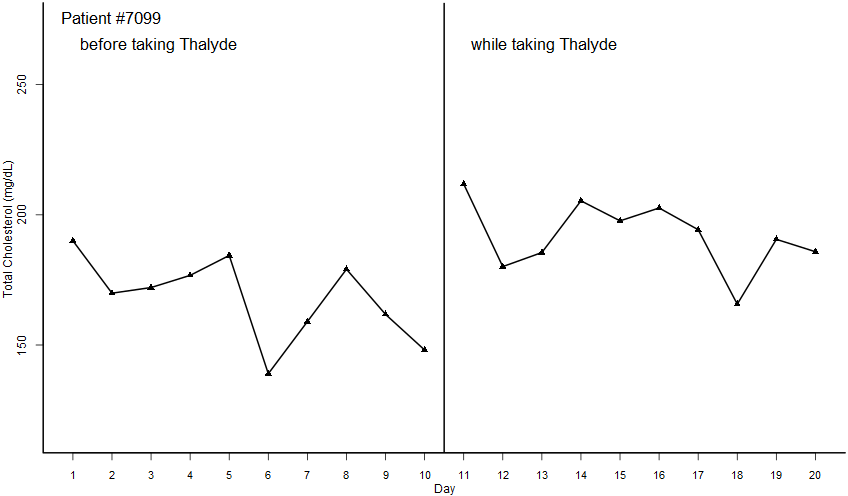 Patient #7099
before taking Thalyde
while taking Thalyde
Total Cholesterol (mg/dL)
250
200
150
1 2 3 4 5 6 7 8 9 10 11 12 13 14 15 16 17 18 19 20
Day